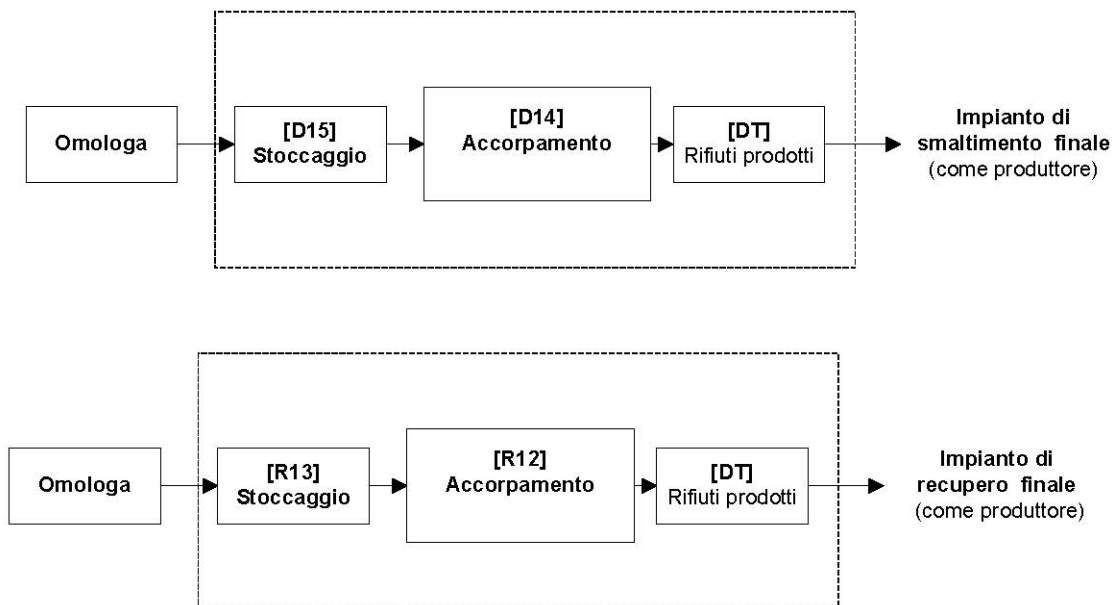 Omologa
[D15]
Stoccaggio
[D14]
Accorpamento
[DT]
Rifiuti prodotti
Impianto di
smaltimento finale
(come produttore)
Omologa
[R13]
Stoccaggio
[R12]
Accorpamento
[DT]
Rifiuti prodotti
Impianto di
recupero finale
(come produttore)